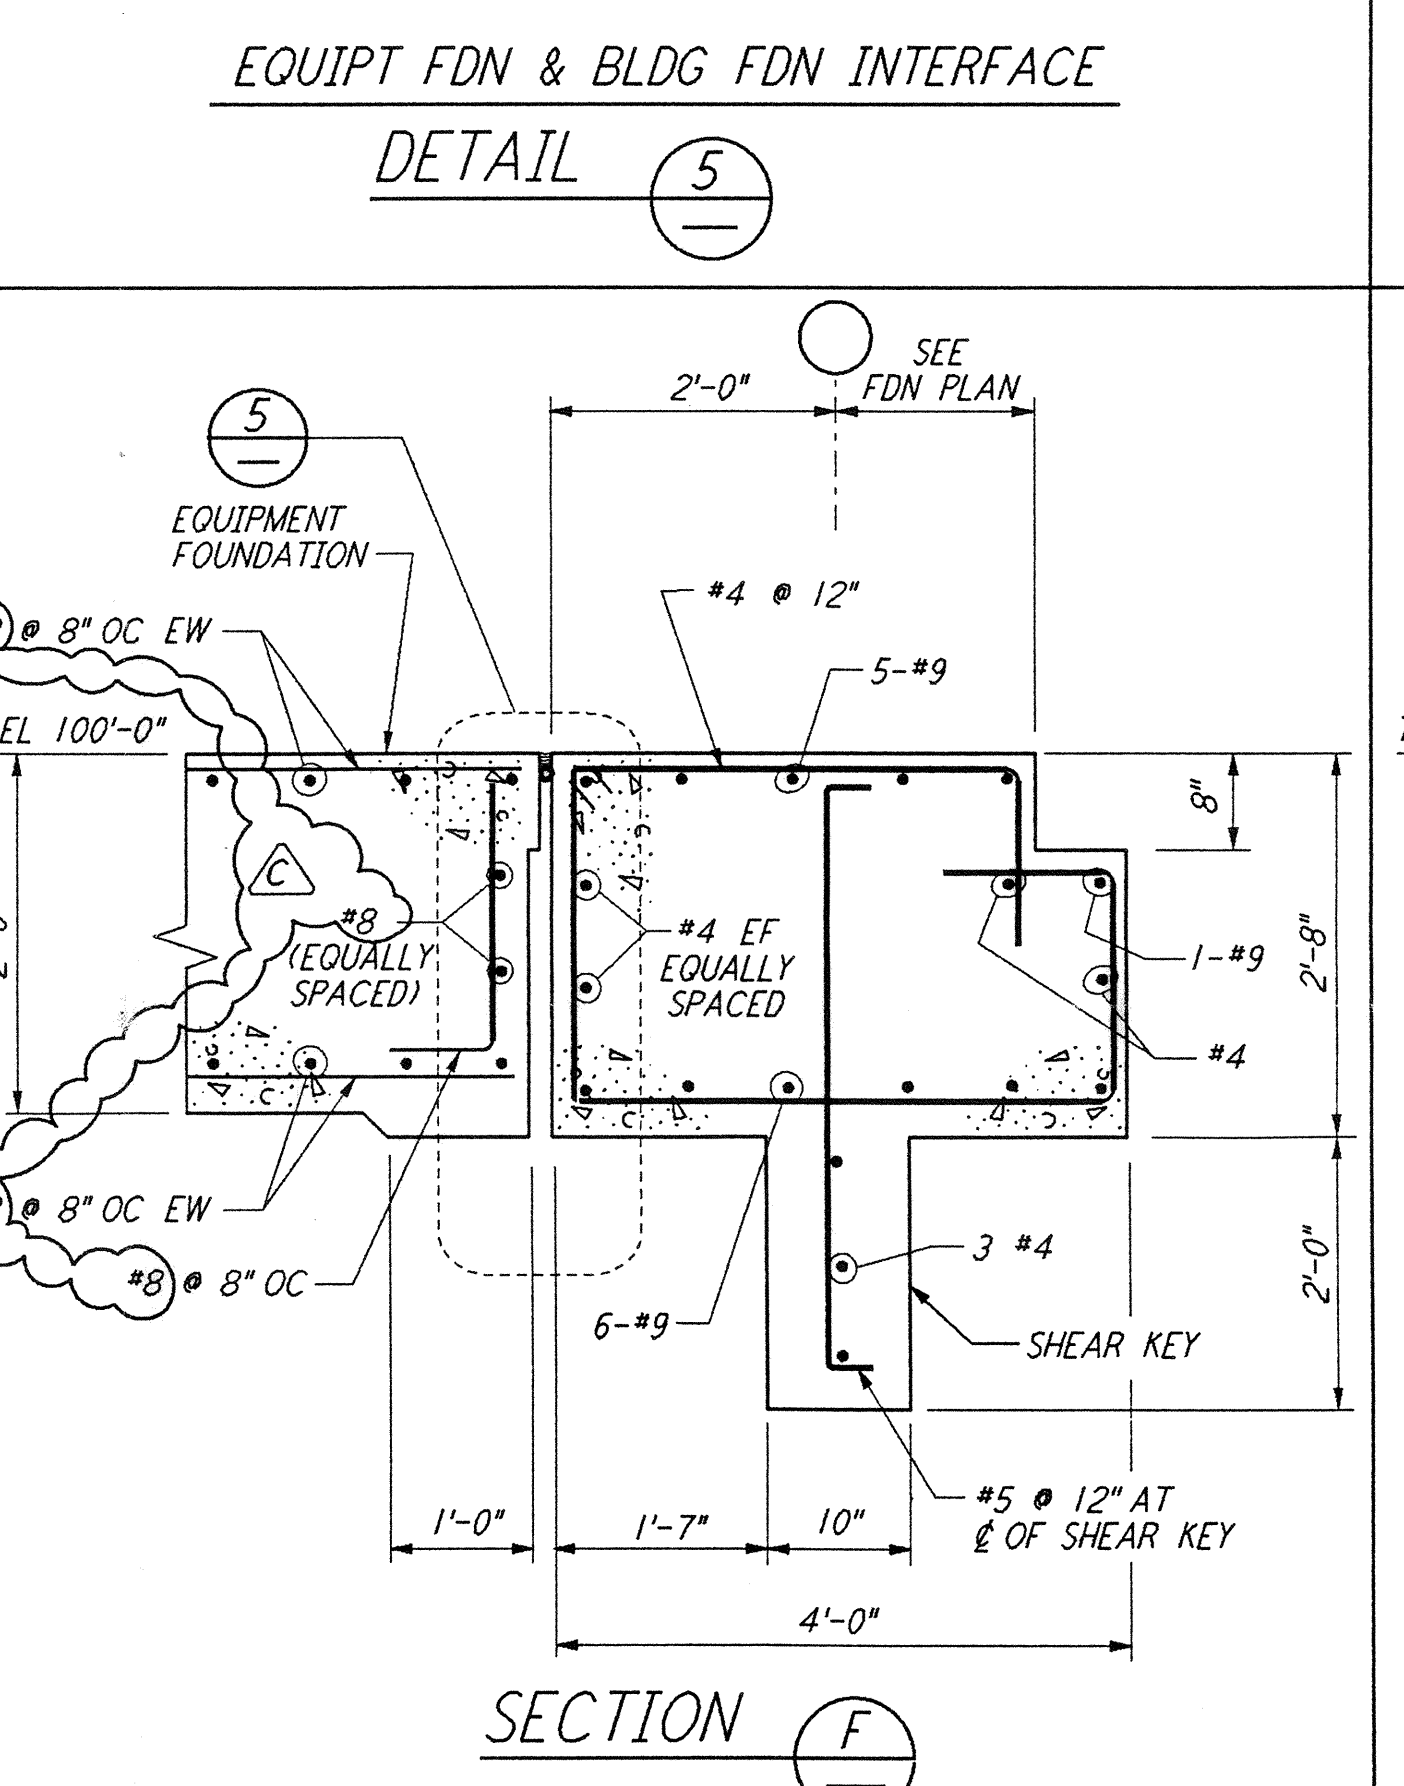 EQUIPT FDN & BLDG FDN INTERFACE
DETAIL 5
SEE
FDN PLAN
2'-0"
5
EQUIPMENT
FOUNDATION
#4 @ 12"
@ 8" OC EW
5-#9
EL 100'-0"
8"
C
#8
(EQUALLY
SPACED)
#4 EF
EQUALLY
SPACED
1-#9
2'-8"
#4
@ 8" OC EW
#8 @ 8" OC
3 #4
2'-0"
6-#9
SHEAR KEY
#5 @ 12" AT
℄ OF SHEAR KEY
1'-0"
1'-7"
10"
4'-0"
SECTION F